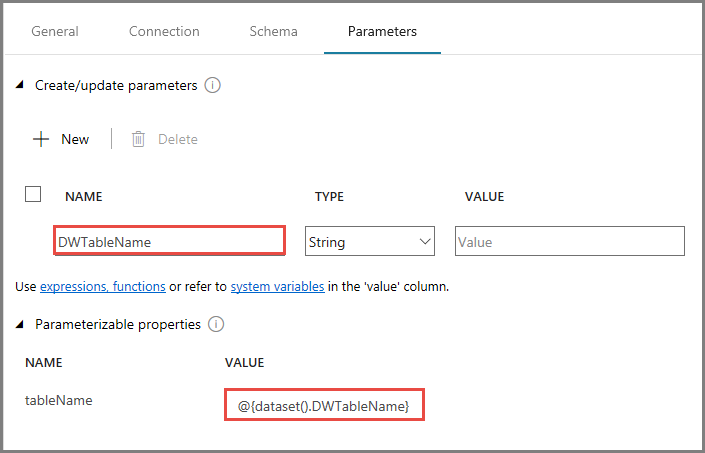 General Connection Schema Parameters
Create/update parameters
New Delete
NAME TYPE VALUE
DWTableName String Value
Use expressions, functions or refer to system variables in the 'value' column.
Parameterizable properties
NAME VALUE
tableName @{dataset().DWTableName}